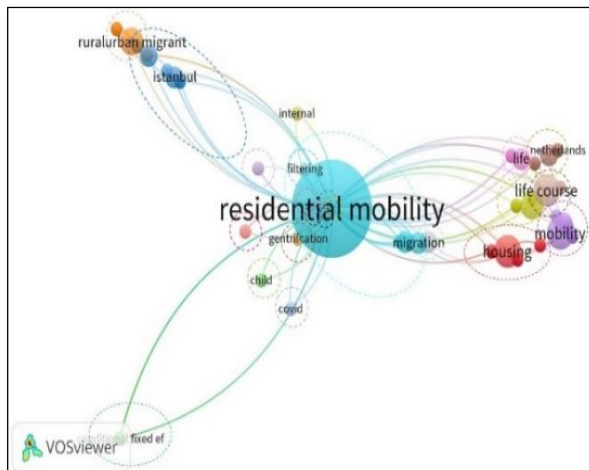 ruralurban migrant
istanbul
internal
filtering
life
netherlands
life course
residential mobility
gentrification
migration
housing
mobility
child
covid
fixed ef
VOSviewer